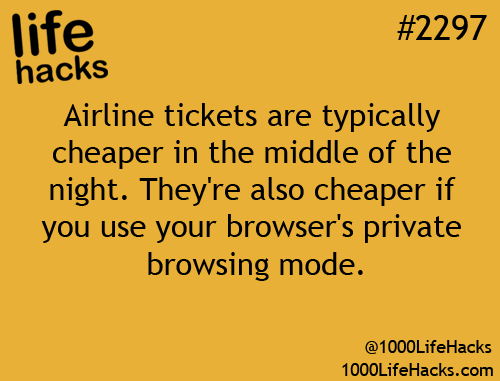 life
hacks
#2297
Airline tickets are typically
cheaper in the middle of the
night. They're also cheaper if
you use your browser's private
browsing mode.
@1000LifeHacks
1000LifeHacks.com